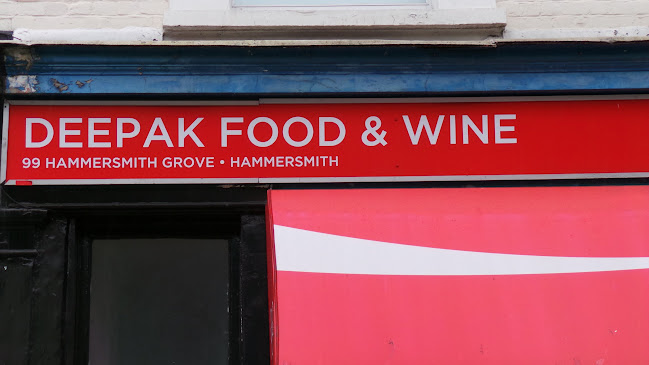 DEEPAK FOOD & WINE
99 HAMMERSMITH GROVE • HAMMERSMITH